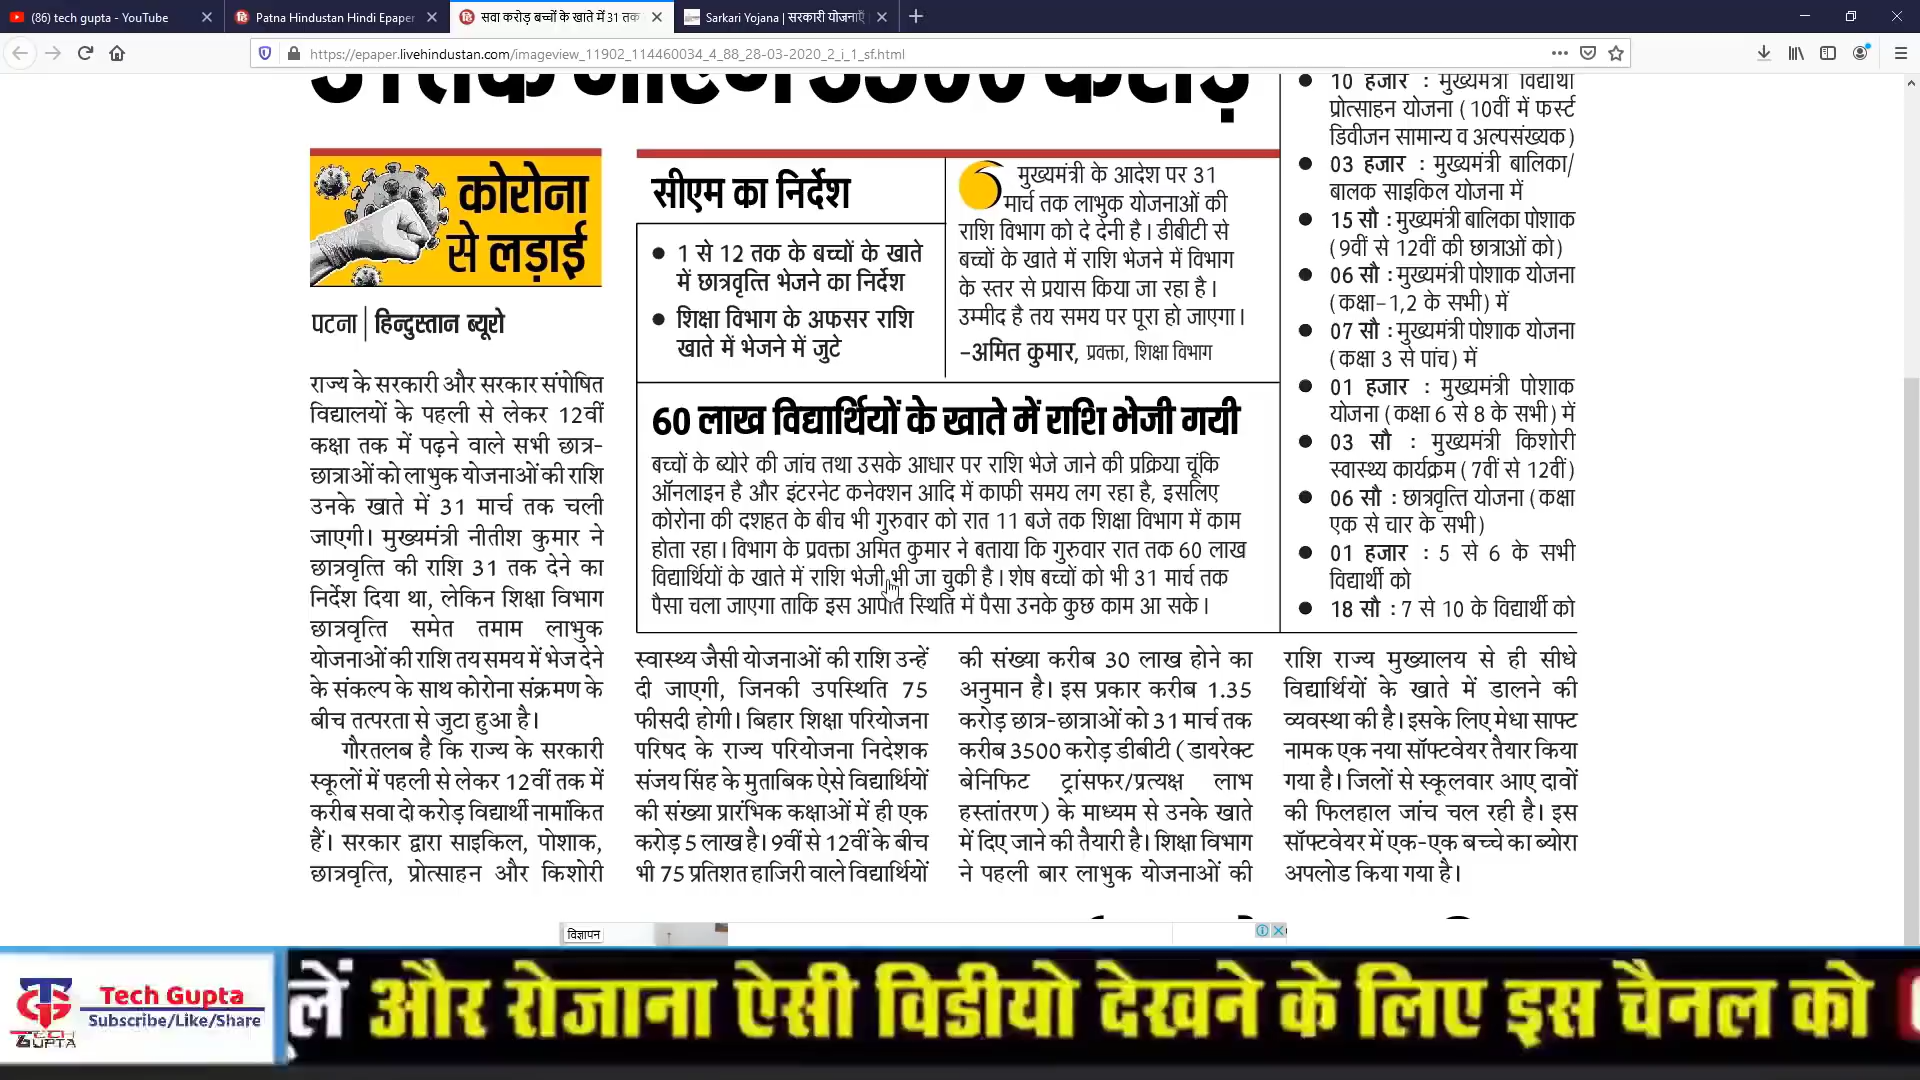 (86) tech gupta - YouTube
Patna Hindustan Hindi Epaper
सवा करोड़ बच्चों के खाते में 31 तक
Sarkari Yojana | सरकारी योजनाएँ
https://epaper.livehindustan.com/imageview_11902_114460034_4_88_28-03-2020_2_i_1_sf.html
कोरोना
से लड़ाई
पटना | हिन्दुस्तान ब्यूरो
राज्य के सरकारी और सरकार संपोषित
विद्यालयों के पहली से लेकर 12वीं
कक्षा तक में पढ़ने वाले सभी छात्र-
छात्राओं को लाभुक योजनाओं की राशि
उनके खाते में 31 मार्च तक चली
जाएगी। मुख्यमंत्री नीतीश कुमार ने
छात्रवृत्ति की राशि 31 तक देने का
निर्देश दिया था, लेकिन शिक्षा विभाग
छात्रवृत्ति समेत तमाम लाभुक
योजनाओं की राशि तय समय में भेज देने
के संकल्प के साथ कोरोना संक्रमण के
बीच तत्परता से जुटा हुआ है।
गौरतलब है कि राज्य के सरकारी
स्कूलों में पहली से लेकर 12वीं तक में
करीब सवा दो करोड़ विद्यार्थी नामांकित
हैं। सरकार द्वारा साइकिल, पोशाक,
छात्रवृत्ति, प्रोत्साहन और किशोरी
सीएम का निर्देश
● 1 से 12 तक के बच्चों के खाते
में छात्रवृत्ति भेजने का निर्देश
● शिक्षा विभाग के अफसर राशि
खाते में भेजने में जुटे
मुख्यमंत्री के आदेश पर 31
मार्च तक लाभुक योजनाओं की
राशि विभाग को दे देनी है। डीबीटी से
बच्चों के खाते में राशि भेजने में विभाग
के स्तर से प्रयास किया जा रहा है।
उम्मीद है तय समय पर पूरा हो जाएगा।
-अमित कुमार, प्रवक्ता, शिक्षा विभाग
60 लाख विद्यार्थियों के खाते में राशि भेजी गयी
बच्चों के ब्योरे की जांच तथा उसके आधार पर राशि भेजे जाने की प्रक्रिया चूंकि
ऑनलाइन है और इंटरनेट कनेक्शन आदि में काफी समय लग रहा है, इसलिए
कोरोना की दशहत के बीच भी गुरुवार को रात 11 बजे तक शिक्षा विभाग में काम
होता रहा। विभाग के प्रवक्ता अमित कुमार ने बताया कि गुरुवार रात तक 60 लाख
विद्यार्थियों के खाते में राशि भेजी भी जा चुकी है। शेष बच्चों को भी 31 मार्च तक
पैसा चला जाएगा ताकि इस आपात स्थिति में पैसा उनके कुछ काम आ सके।
स्वास्थ्य जैसी योजनाओं की राशि उन्हें
दी जाएगी, जिनकी उपस्थिति 75
फीसदी होगी। बिहार शिक्षा परियोजना
परिषद के राज्य परियोजना निदेशक
संजय सिंह के मुताबिक ऐसे विद्यार्थियों
की संख्या प्रारंभिक कक्षाओं में ही एक
करोड़ 5 लाख है। 9वीं से 12वीं के बीच
भी 75 प्रतिशत हाजिरी वाले विद्यार्थियों
की संख्या करीब 30 लाख होने का
अनुमान है। इस प्रकार करीब 1.35
करोड़ छात्र-छात्राओं को 31 मार्च तक
करीब 3500 करोड़ डीबीटी (डायरेक्ट
बेनिफिट ट्रांसफर/प्रत्यक्ष लाभ
हस्तांतरण) के माध्यम से उनके खाते
में दिए जाने की तैयारी है। शिक्षा विभाग
ने पहली बार लाभुक योजनाओं की
राशि राज्य मुख्यालय से ही सीधे
विद्यार्थियों के खाते में डालने की
व्यवस्था की है। इसके लिए मेधा साफ्ट
नामक एक नया सॉफ्टवेयर तैयार किया
गया है। जिलों से स्कूलवार आए दावों
की फिलहाल जांच चल रही है। इस
सॉफ्टवेयर में एक-एक बच्चे का ब्योरा
अपलोड किया गया है।
● 10 हजार : मुख्यमंत्री विद्यार्थी
प्रोत्साहन योजना (10वीं में फर्स्ट
डिवीजन सामान्य व अल्पसंख्यक)
● 03 हजार : मुख्यमंत्री बालिका/
बालक साइकिल योजना में
● 15 सौ : मुख्यमंत्री बालिका पोशाक
(9वीं से 12वीं की छात्राओं को)
● 06 सौ : मुख्यमंत्री पोशाक योजना
(कक्षा-1,2 के सभी) में
● 07 सौ : मुख्यमंत्री पोशाक योजना
(कक्षा 3 से पांच) में
● 01 हजार : मुख्यमंत्री पोशाक
योजना (कक्षा 6 से 8 के सभी) में
● 03 सौ : मुख्यमंत्री किशोरी
स्वास्थ्य कार्यक्रम (7वीं से 12वीं)
● 06 सौ : छात्रवृत्ति योजना (कक्षा
एक से चार के सभी)
● 01 हजार : 5 से 6 के सभी
विद्यार्थी को
● 18 सौ : 7 से 10 के विद्यार्थी को
विज्ञापन
Tech Gupta
Subscribe/Like/Share
TECH
GUPTA
और रोजाना ऐसी विडीयो देखने के लिए इस चैनल को